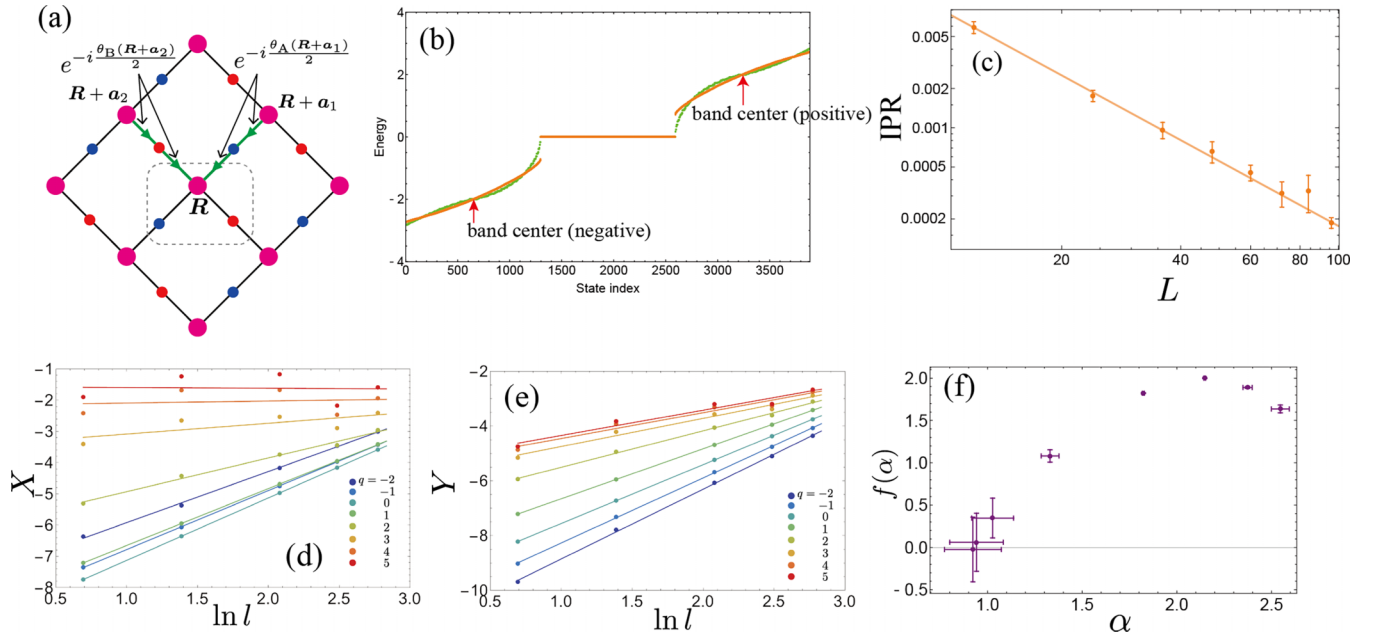 (a)
e^{-i θ_B(R+a_2)/2} e^{-i θ_A(R+a_1)/2}
R + a_2
R + a_1
R
(b)
Energy
4
2
0
−2
−4
band center (positive)
band center (negative)
0 500 1000 1500 2000 2500 3000 3500
State index
(c)
IPR
0.005
0.002
0.001
0.0005
0.0002
20 40 60 80 100
L
X
−1
−2
−3
−4
−5
−6
−7
−8
q = −2
−1
0
1
2
3
4
5
(d)
0.5 1.0 1.5 2.0 2.5 3.0
ln l
(e)
Y
−2
−4
−6
−8
−10
q = −2
−1
0
1
2
3
4
5
0.5 1.0 1.5 2.0 2.5 3.0
ln l
(f)
f(α)
2.0
1.5
1.0
0.5
0.0
-0.5
1.0 1.5 2.0 2.5
α